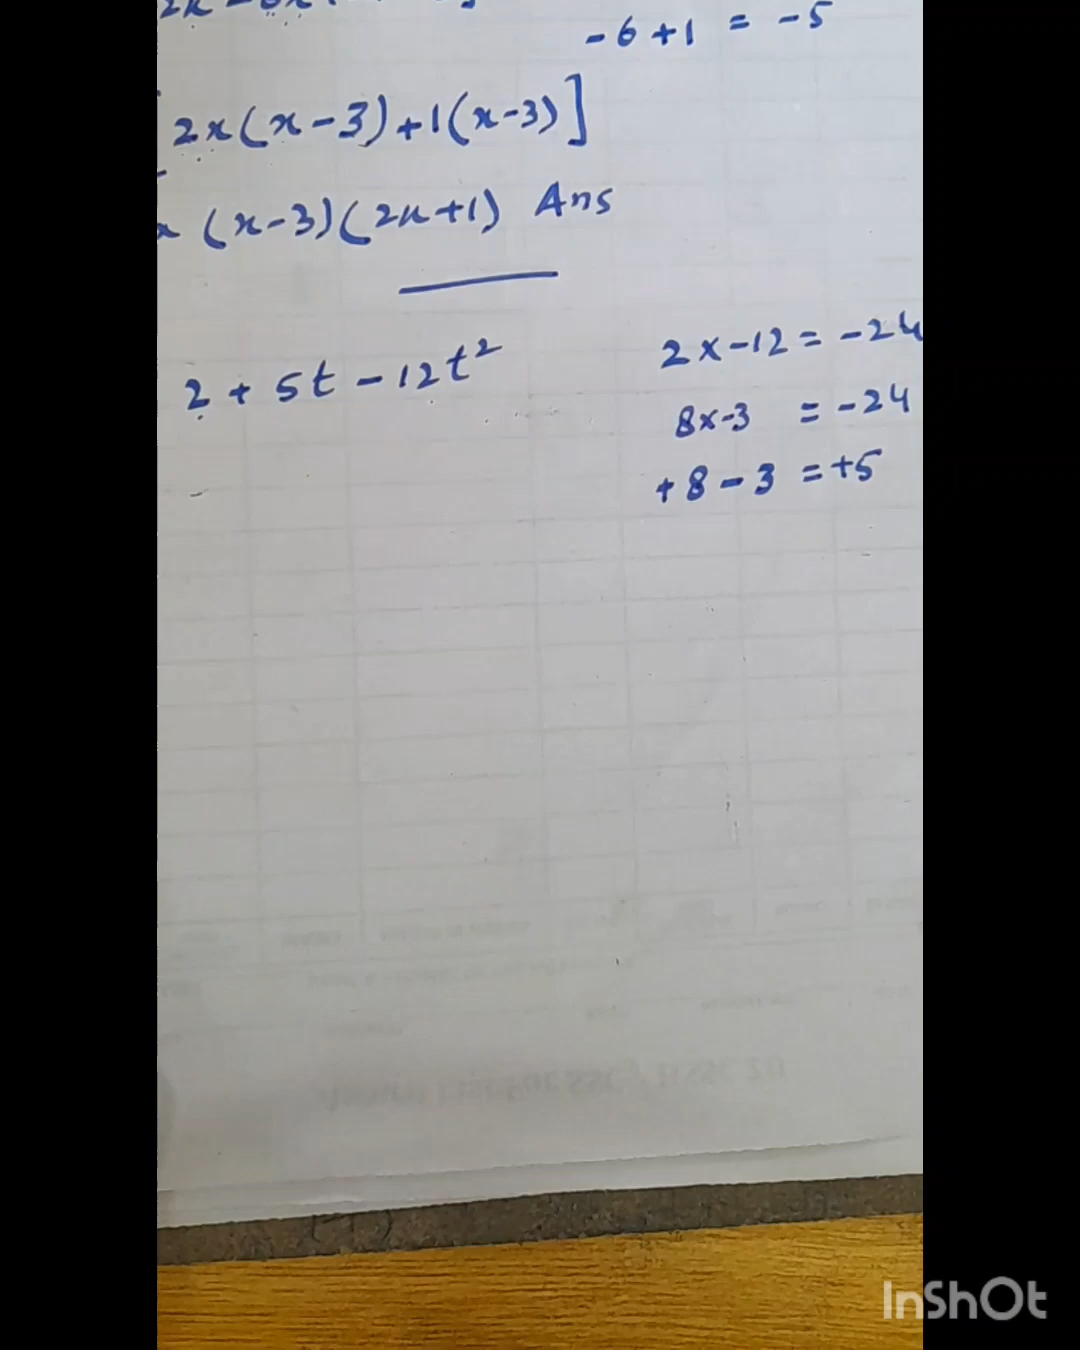 -6+1 = -5
2x(x-3)+1(x-3)]
(x-3)(2x+1) Ans
2 + 5t - 12t²
2x-12 = -24
8x-3 = -24
+8-3 = +5
InShOt